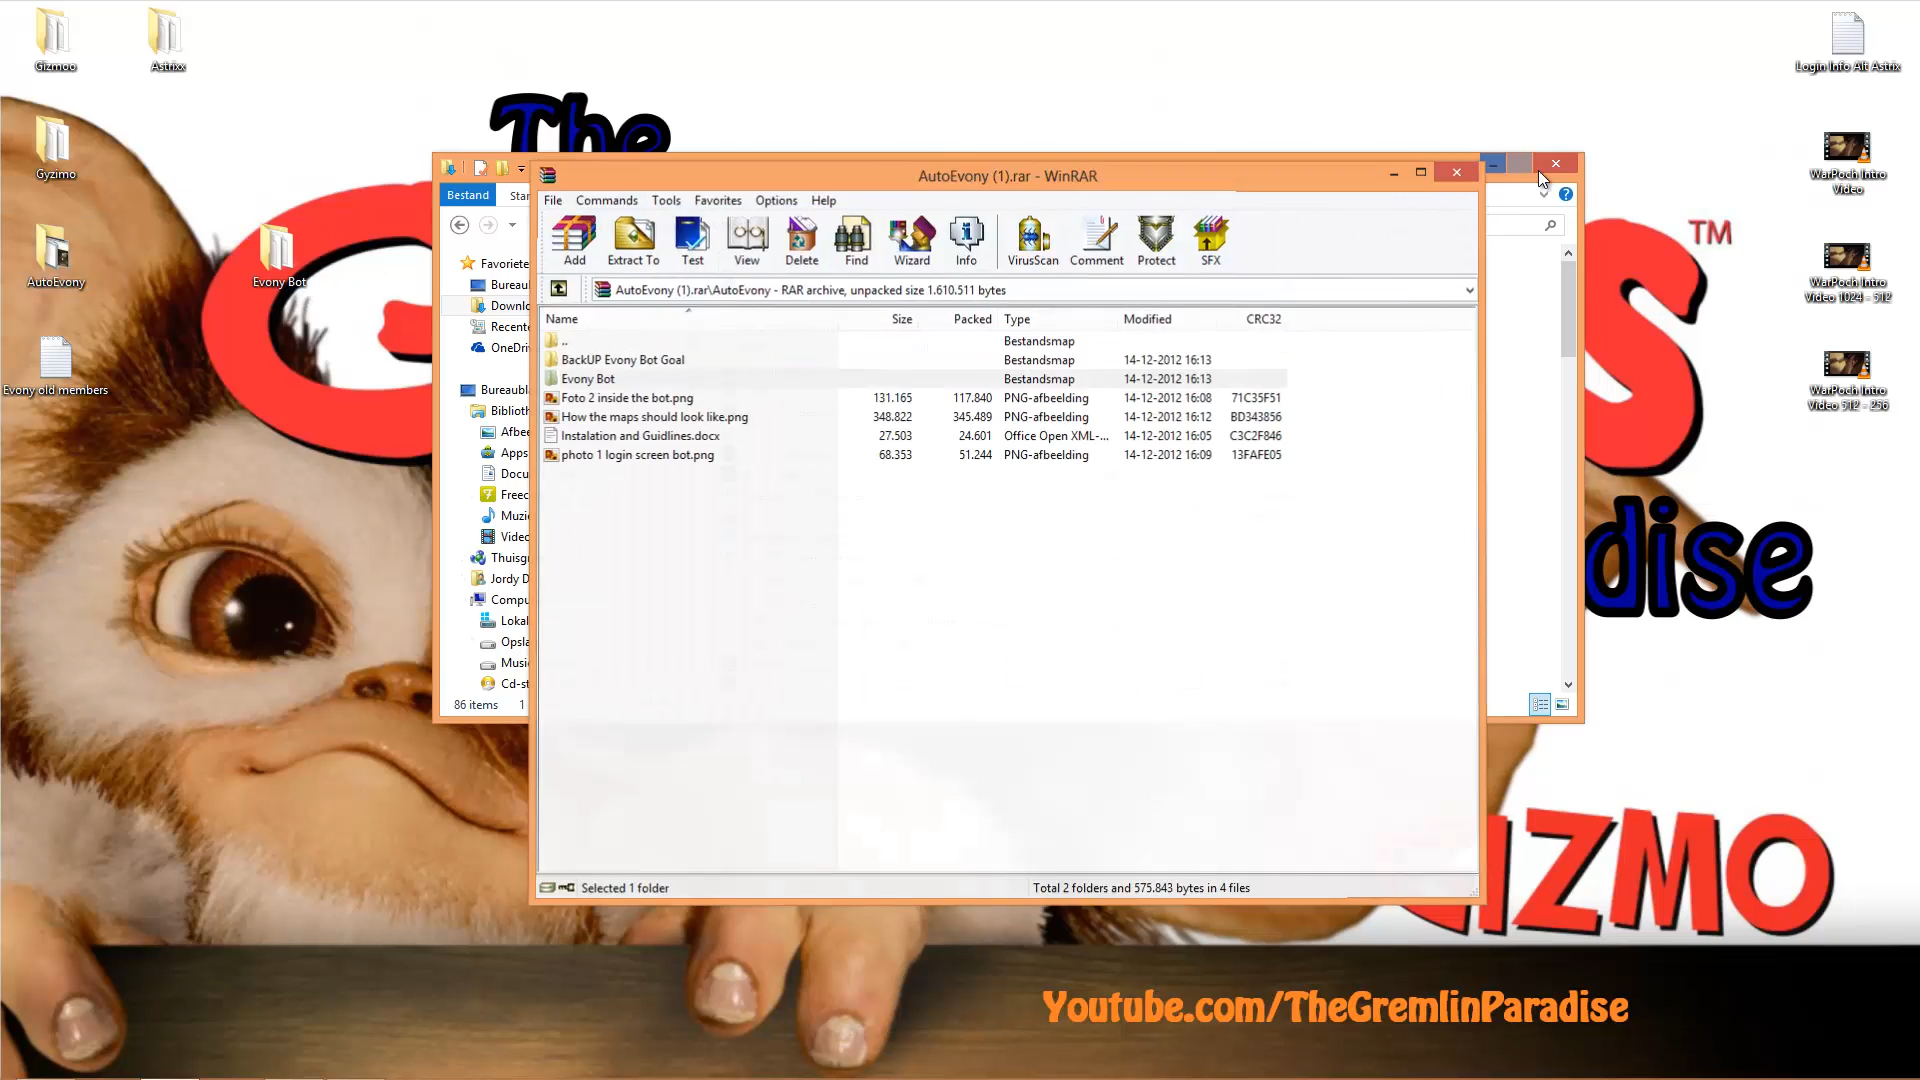 Gizmoo
Astrixx
Gyzimo
AutoEvony
Evony Bot
Evony old members
The
G
S
TM
dise
IZMO
Youtube.com/TheGremlinParadise
Login Info Alt Astrix
WarPoch Intro
Video
WarPoch Intro
Video 1024 - 512
WarPoch Intro
Video 512 - 256
Bestand
Star
Favoriete
Bureau
Downlo
Recente
OneDri
Bureaubla
Biblioth
Afbee
Apps
Docu
Freec
Muzie
Video
Thuisgr
Jordy D
Compu
Lokal
Opsla
Music
Cd-st
86 items
1
AutoEvony (1).rar - WinRAR
File Commands Tools Favorites Options Help
Add Extract To Test View Delete Find Wizard Info VirusScan Comment Protect SFX
AutoEvony (1).rar\AutoEvony - RAR archive, unpacked size 1.610.511 bytes
Name Size Packed Type Modified CRC32
.. Bestandsmap
BackUP Evony Bot Goal Bestandsmap 14-12-2012 16:13
Evony Bot Bestandsmap 14-12-2012 16:13
Foto 2 inside the bot.png 131.165 117.840 PNG-afbeelding 14-12-2012 16:08 71C35F51
How the maps should look like.png 348.822 345.489 PNG-afbeelding 14-12-2012 16:12 BD343856
Instalation and Guidlines.docx 27.503 24.601 Office Open XML-... 14-12-2012 16:05 C3C2F846
photo 1 login screen bot.png 68.353 51.244 PNG-afbeelding 14-12-2012 16:09 13FAFE05
Selected 1 folder
Total 2 folders and 575.843 bytes in 4 files